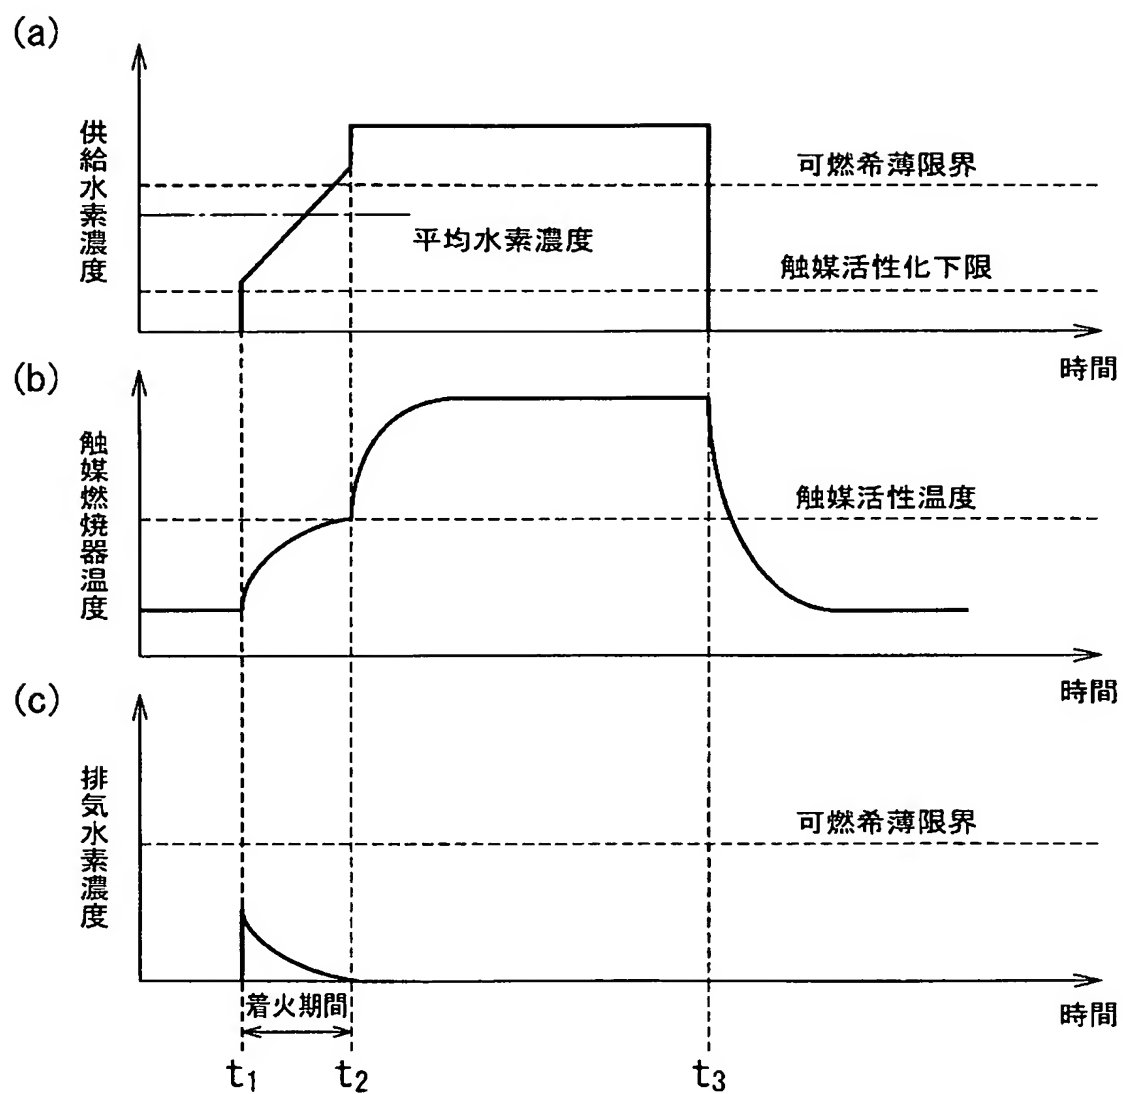 (a)
供給水素濃度
可燃希薄限界
平均水素濃度
触媒活性化下限
時間
(b)
触媒燃焼器温度
触媒活性温度
時間
(c)
排気水素濃度
可燃希薄限界
着火期間
時間
t1 t2 t3